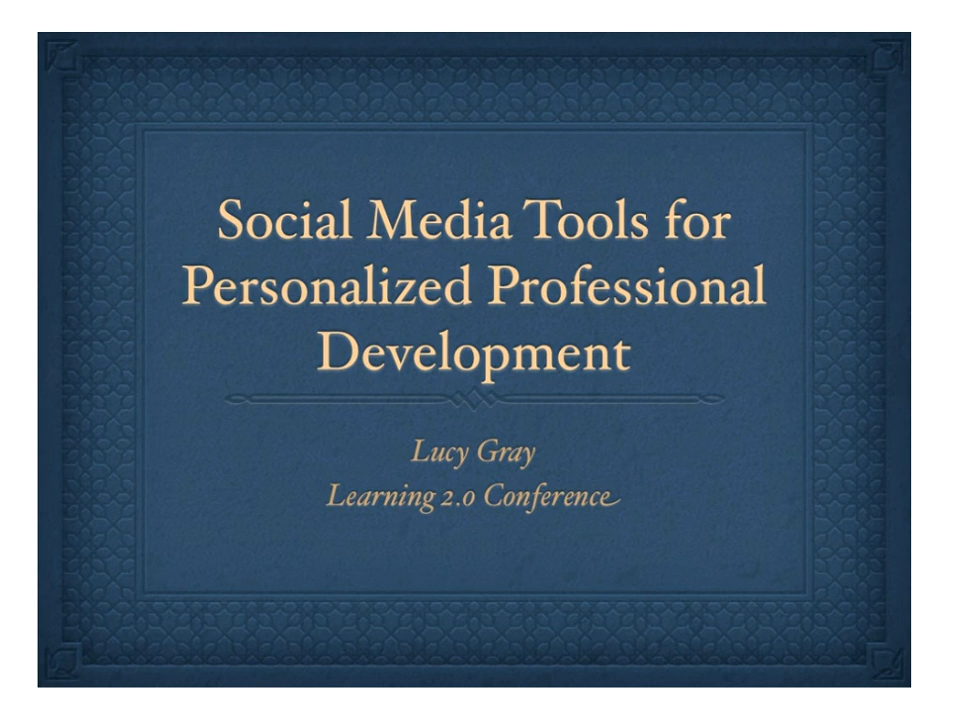 Social Media Tools for
Personalized Professional
Development
Lucy Gray
Learning 2.0 Conference